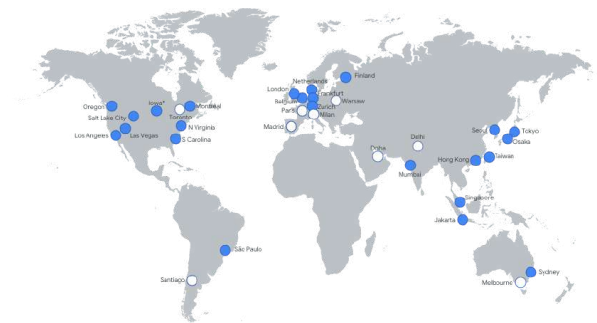 Finland
Netherlands
London
Frankfurt
Belgium
Warsaw
Zurich
Paris
Milan
Madrid
Oregon
Iowa*
Montréal
Salt Lake City
Toronto
N Virginia
Los Angeles
Las Vegas
S Carolina
Delhi
Doha
Mumbai
Seoul
Tokyo
Osaka
Hong Kong
Taiwan
Singapore
Jakarta
São Paulo
Santiago
Sydney
Melbourne